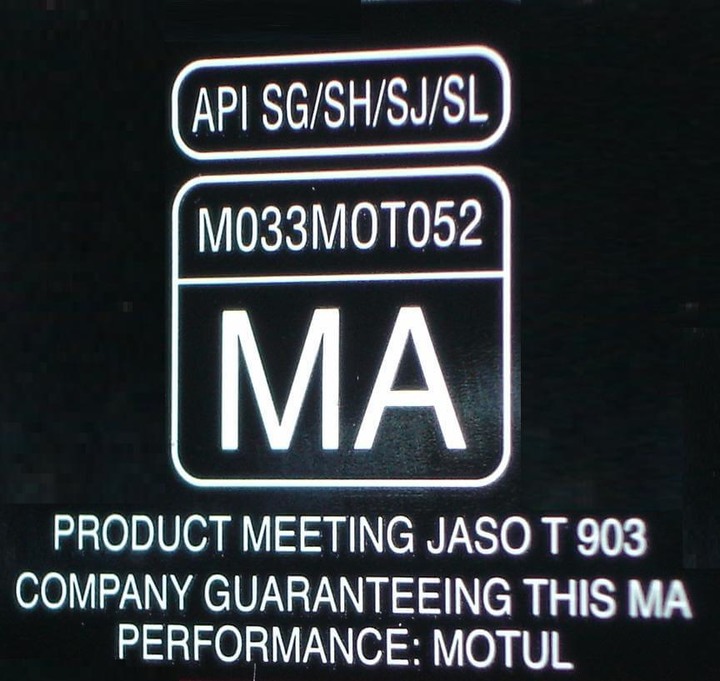 API SG/SH/SJ/SL
M033MOT052
MA
PRODUCT MEETING JASO T 903
COMPANY GUARANTEEING THIS MA
PERFORMANCE: MOTUL